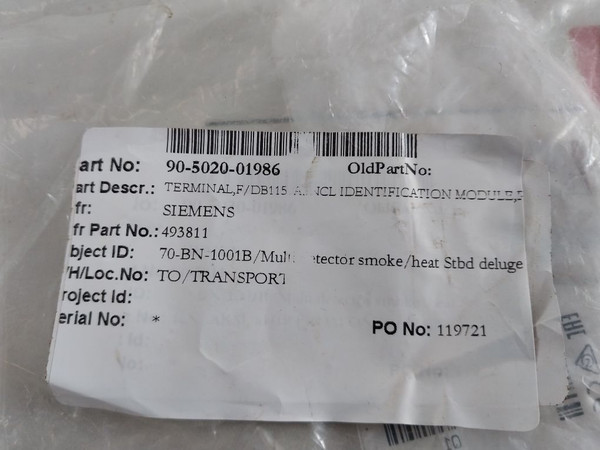 art No: 90-5020-01986 OldPartNo:
art Descr.: TERMINAL,F/DB115 NCL IDENTIFICATION MODULE,
fr: SIEMENS
fr Part No.: 493811
bject ID: 70-BN-1001B/Mult tector smoke/heat Stbd deluge
/H/Loc.No: TO/TRANSPORT
roject Id:
erial No: * PO No: 119721
EAC